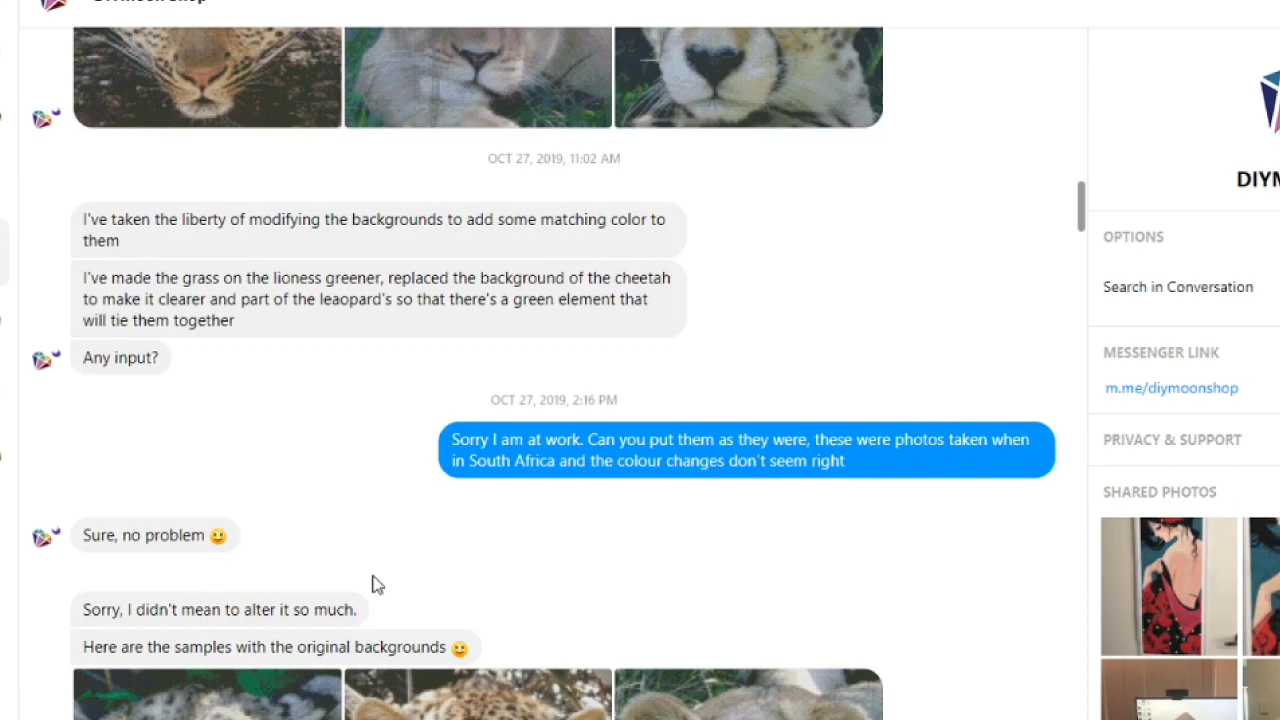 OCT 27, 2019, 11:02 AM
I've taken the liberty of modifying the backgrounds to add some matching color to
them
I've made the grass on the lioness greener, replaced the background of the cheetah
to make it clearer and part of the leaopard's so that there's a green element that
will tie them together
Any input?
OCT 27, 2019, 2:16 PM
Sorry I am at work. Can you put them as they were, these were photos taken when
in South Africa and the colour changes don't seem right
Sure, no problem 🙂
Sorry, I didn't mean to alter it so much.
Here are the samples with the original backgrounds 🙂
DIYM
OPTIONS
Search in Conversation
MESSENGER LINK
m.me/diymoonshop
PRIVACY & SUPPORT
SHARED PHOTOS